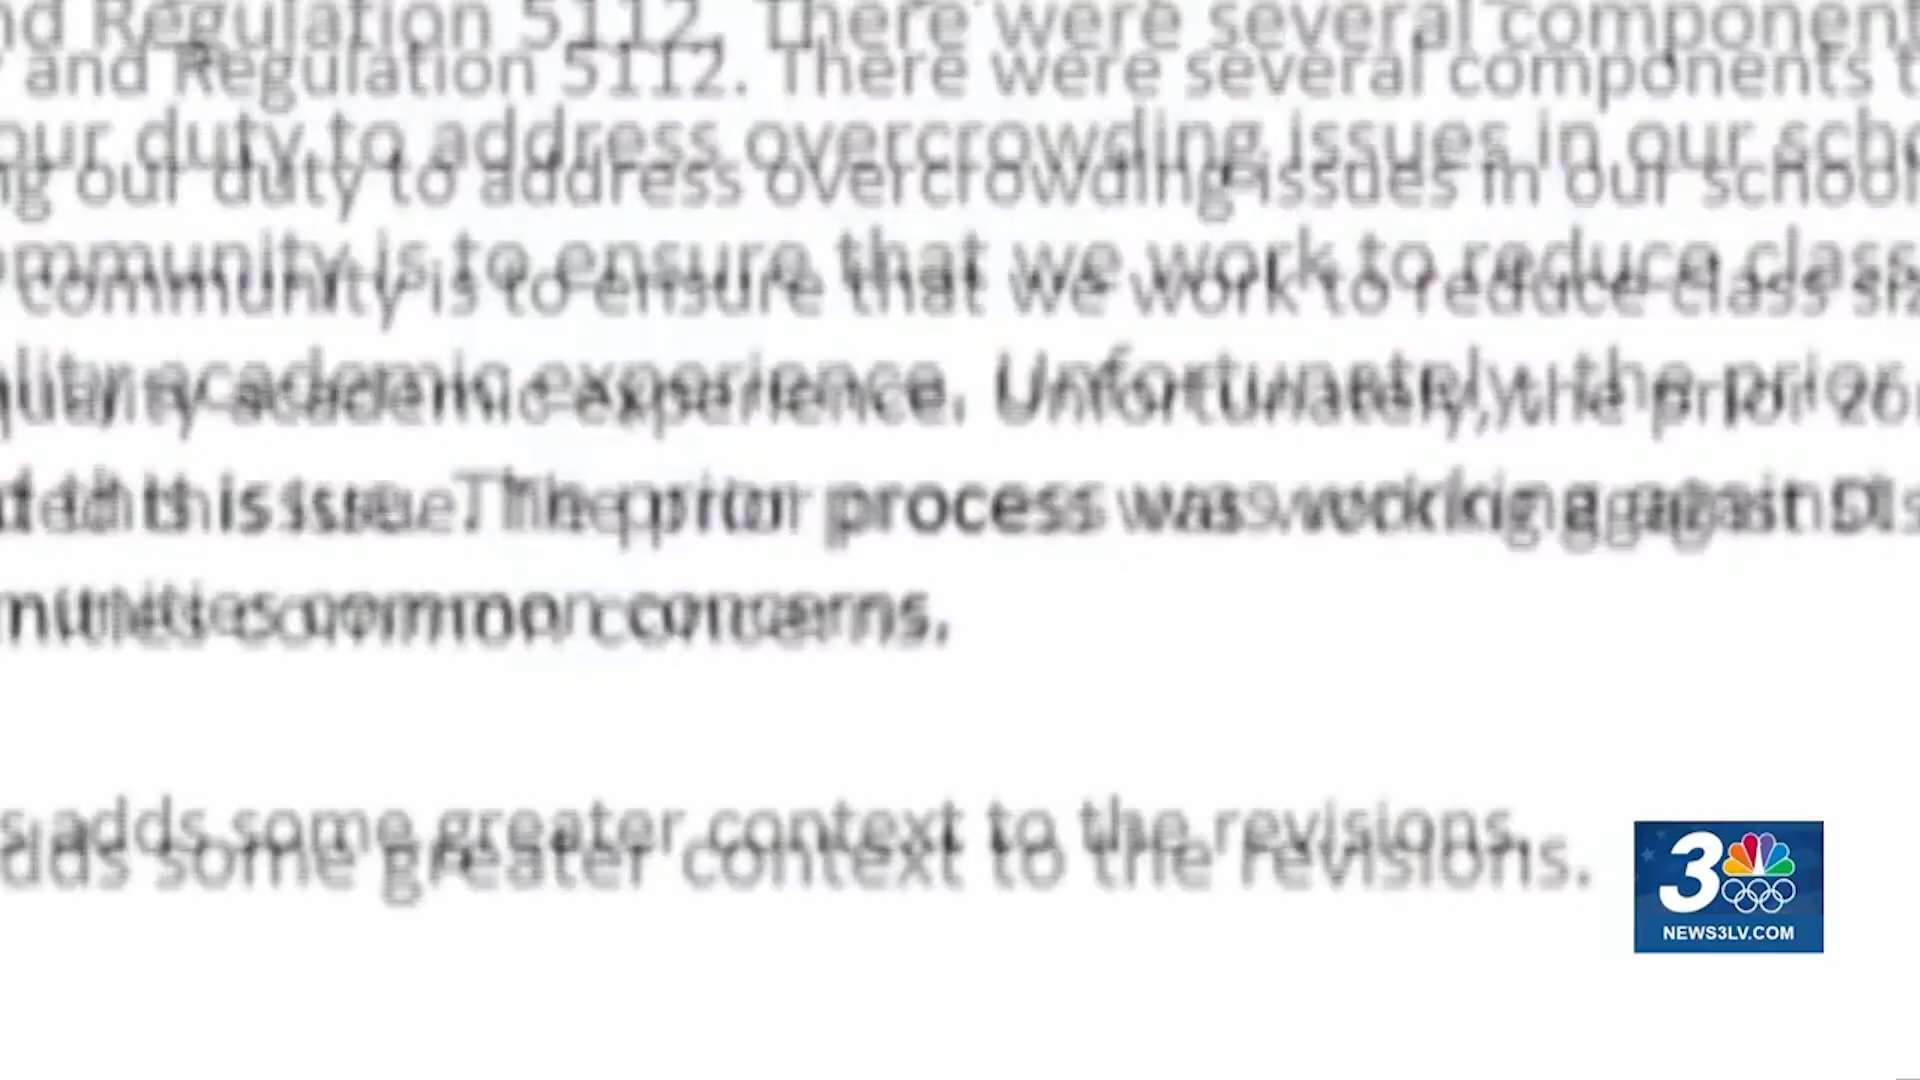 and Regulation 5112. There were several components
our duty to address overcrowding issues in our school
community is to ensure that we work to reduce class
academic experience. Unfortunately, the prior
this issue. The prior process was working against
common concerns.
adds some greater context to the revisions.
3
NEWS3LV.COM